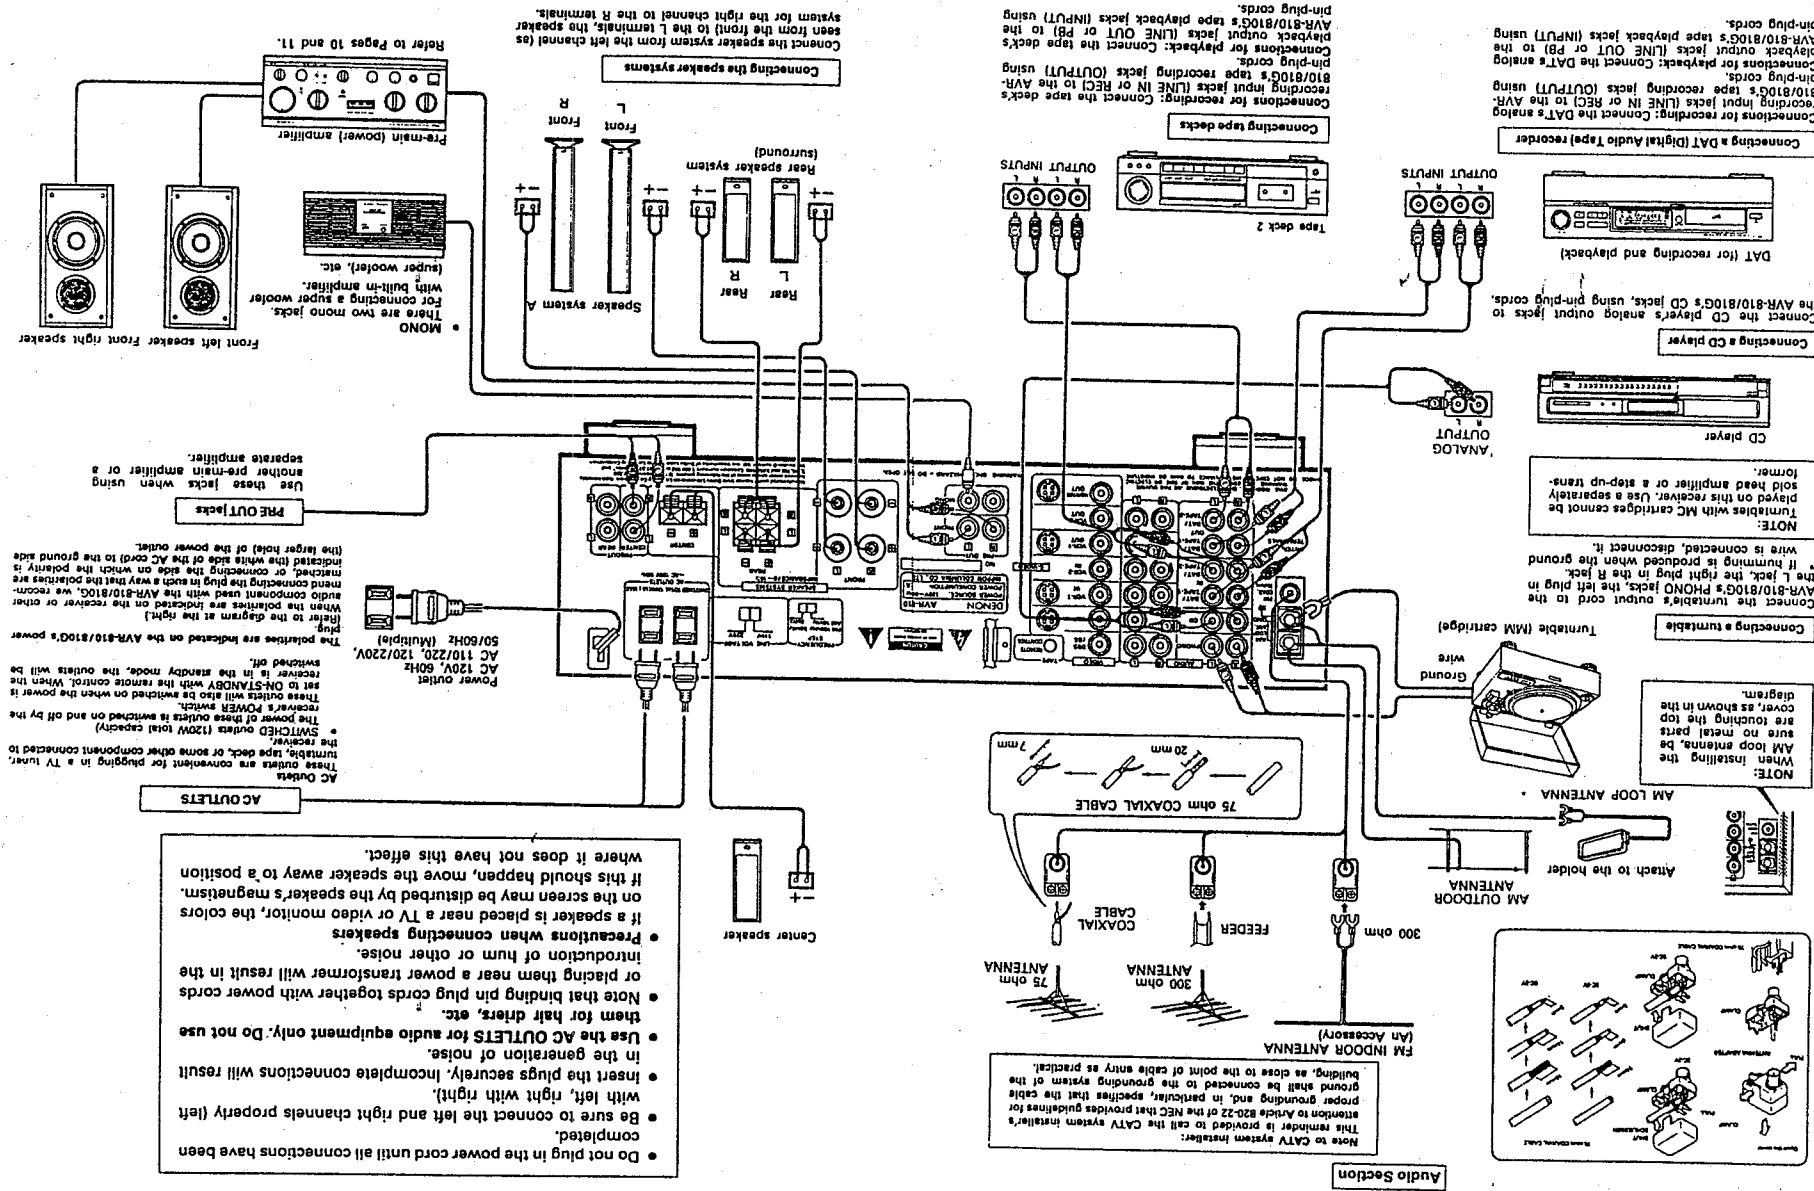 Audio Section
Note to CATV system installer:
This reminder is provided to call the CATV system installer's
attention to Article 820-22 of the NEC that provides guidelines for
proper grounding and, in particular, specifies that the cable
ground shall be connected to the grounding system of the
building, as close to the point of cable entry as practical.
• Do not plug in the power cord until all connections have been
completed.
• Be sure to connect the left and right channels properly (left
with left, right with right).
• Insert the plugs securely. Incomplete connections will result
in the generation of noise.
• Use the AC OUTLETS for audio equipment only. Do not use
them for hair driers, etc.
• Note that binding pin plug cords together with power cords
or placing them near a power transformer will result in the
introduction of hum or other noise.
• Precautions when connecting speakers
If a speaker is placed near a TV or video monitor, the colors
on the screen may be disturbed by the speaker's magnetism.
If this should happen, move the speaker away to a position
where it does not have this effect.
FM INDOOR ANTENNA
(An Accessory)
300 ohm
ANTENNA
75 ohm
ANTENNA
300 ohm
FEEDER
COAXIAL
CABLE
75 ohm COAXIAL CABLE
20 mm
7 mm
AM OUTDOOR
ANTENNA
Attach to the holder
AM LOOP ANTENNA
NOTE:
When installing the
AM loop antenna, be
sure no metal parts
are touching the top
cover, as shown in the
diagram.
Center speaker
AC OUTLETS
AC Outlets
These outlets are convenient for plugging in a TV tuner,
turntable, tape deck, or some other component connected to
the receiver.
• SWITCHED outlets (120W total capacity)
The power of these outlets is switched on and off by the
receiver's POWER switch.
These outlets will also be switched on when the power is
set to ON-STANDBY with the remote control. When the
receiver is in the standby mode, the outlets will be
switched off.
Power outlet
AC 120V, 60Hz
AC 110/220, 120/220V,
50/60Hz (Multiple)
The polarities are indicated on the AVR-810/810G's power
plug.
(Refer to the diagram at the right.)
When the polarities are indicated on the receiver or other
audio component used with the AVR-810/810G, we recom-
mend connecting the plug in such a way that the polarities are
matched, or connecting the side on which the polarity is
indicated (the white side of the AC cord) to the ground side
(the larger hole) of the power outlet.
PRE OUT jacks
Use these jacks when using
another pre-main amplifier or a
separate amplifier.
Ground
wire
Turntable (MM cartridge)
Connecting a turntable
Connect the turntable's output cord to the
AVR-810/810G's PHONO jacks, the left plug in
the L jack, the right plug in the R jack.
* If humming is produced when the ground
wire is connected, disconnect it.
NOTE:
Turntables with MC cartridges cannot be
played on this receiver. Use a separately
sold head amplifier or a step-up trans-
former.
DENON
AVR-810
CD player
ANALOG
OUTPUT
R
L
Connecting a CD player
Connect the CD player's analog output jacks to
the AVR-810/810G'S CD jacks, using pin-plug cords.
DAT (for recording and playback)
OUTPUT INPUTS
R L R L
Connecting a DAT (Digital Audio Tape) recorder
Connections for recording: Connect the DAT's analog
recording input jacks (LINE IN or REC) to the AVR-
810/810G's tape recording jacks (OUTPUT) using
pin-plug cords.
Connections for playback: Connect the DAT's analog
playback output jacks (LINE OUT or PB) to the
AVR-810/810G's tape playback jacks (INPUT) using
pin-plug cords.
Tape deck 2
OUTPUT INPUTS
R L R L
Connecting tape decks
Connections for recording: Connect the tape deck's
recording input jacks (LINE IN or REC) to the AVR-
810/810G's tape recording jacks (OUTPUT) using
pin-plug cords.
Connections for playback: Connect the tape deck's
playback output jacks (LINE OUT or PB) to the
AVR-810/810G's tape playback jacks (INPUT) using
pin-plug cords.
Speaker system A
Rear
L
Rear
R
Rear speaker system
(surround)
Front
L
Front
R
Connecting the speaker systems
Conenct the speaker system from the left channel (as
seen from the front) to the L terminals, the speaker
system for the right channel to the R terminals.
• MONO
There are two mono jacks.
For connecting a super woofer
with built-in amplifier.
(super woofer), etc.
Front left speaker
Front right speaker
Pre-main (power) amplifier
Refer to Pages 10 and 11.